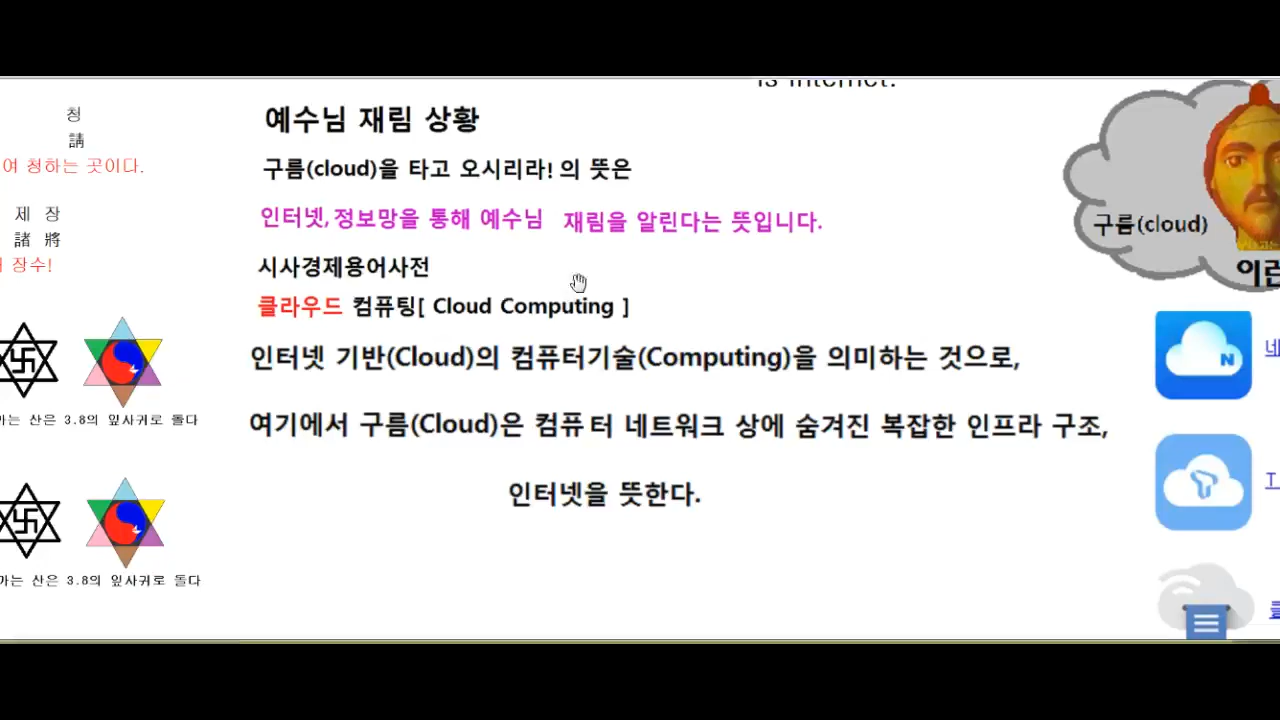 is internet.
청
請
여 청하는 곳이다.
제 장
諸 將
장수!
까는 산은 3.8의 잎사귀로 돌다
까는 산은 3.8의 잎사귀로 돌다
예수님 재림 상황
구름(cloud)을 타고 오시리라! 의 뜻은
인터넷,정보망을 통해 예수님 재림을 알린다는 뜻입니다.
시사경제용어사전
클라우드 컴퓨팅[ Cloud Computing ]
인터넷 기반(Cloud)의 컴퓨터기술(Computing)을 의미하는 것으로,
여기에서 구름(Cloud)은 컴퓨터 네트워크 상에 숨겨진 복잡한 인프라 구조,
인터넷을 뜻한다.
구름(cloud)
이런
N
네
T
클